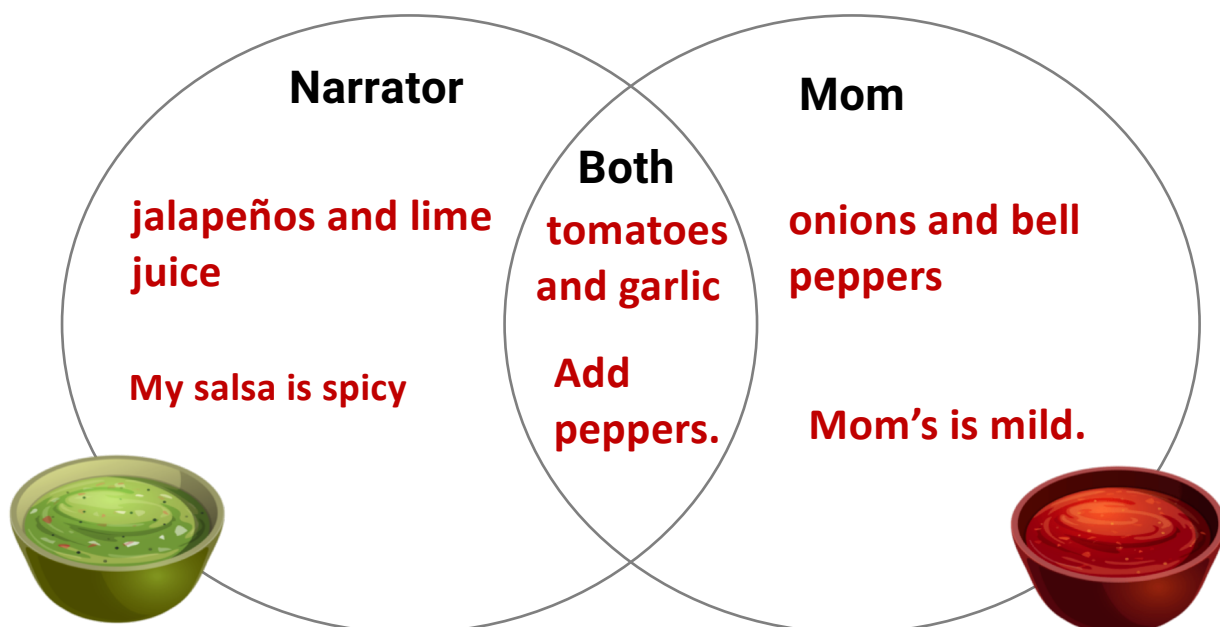 Narrator
jalapeños and lime
juice
My salsa is spicy
Both
tomatoes
and garlic
Add
peppers.
Mom
onions and bell
peppers
Mom’s is mild.